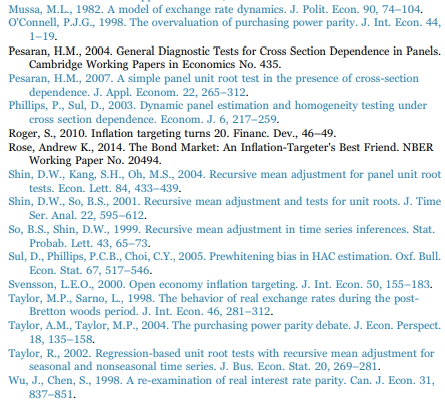 Mussa, M.L., 1982. A model of exchange rate dynamics. J. Polit. Econ. 90, 74–104.
O'Connell, P.J.G., 1998. The overvaluation of purchasing power parity. J. Int. Econ. 44,
1–19.
Pesaran, H.M., 2004. General Diagnostic Tests for Cross Section Dependence in Panels.
Cambridge Working Papers in Economics No. 435.
Pesaran, H.M., 2007. A simple panel unit root test in the presence of cross-section
dependence. J. Appl. Econom. 22, 265–312.
Phillips, P., Sul, D., 2003. Dynamic panel estimation and homogeneity testing under
cross section dependence. Econom. J. 6, 217–259.
Roger, S., 2010. Inflation targeting turns 20. Financ. Dev., 46–49.
Rose, Andrew K., 2014. The Bond Market: An Inflation-Targeter's Best Friend. NBER
Working Paper No. 20494.
Shin, D.W., Kang, S.H., Oh, M.S., 2004. Recursive mean adjustment for panel unit root
tests. Econ. Lett. 84, 433–439.
Shin, D.W., So, B.S., 2001. Recursive mean adjustment and tests for unit roots. J. Time
Ser. Anal. 22, 595–612.
So, B.S., Shin, D.W., 1999. Recursive mean adjustment in time series inferences. Stat.
Probab. Lett. 43, 65–73.
Sul, D., Phillips, P.C.B., Choi, C.Y., 2005. Prewhitening bias in HAC estimation. Oxf. Bull.
Econ. Stat. 67, 517–546.
Svensson, L.E.O., 2000. Open economy inflation targeting. J. Int. Econ. 50, 155–183.
Taylor, M.P., Sarno, L., 1998. The behavior of real exchange rates during the post-
Bretton woods period. J. Int. Econ. 46, 281–312.
Taylor, A.M., Taylor, M.P., 2004. The purchasing power parity debate. J. Econ. Perspect.
18, 135–158.
Taylor, R., 2002. Regression-based unit root tests with recursive mean adjustment for
seasonal and nonseasonal time series. J. Bus. Econ. Stat. 20, 269–281.
Wu, J., Chen, S., 1998. A re-examination of real interest rate parity. Can. J. Econ. 31,
837–851.